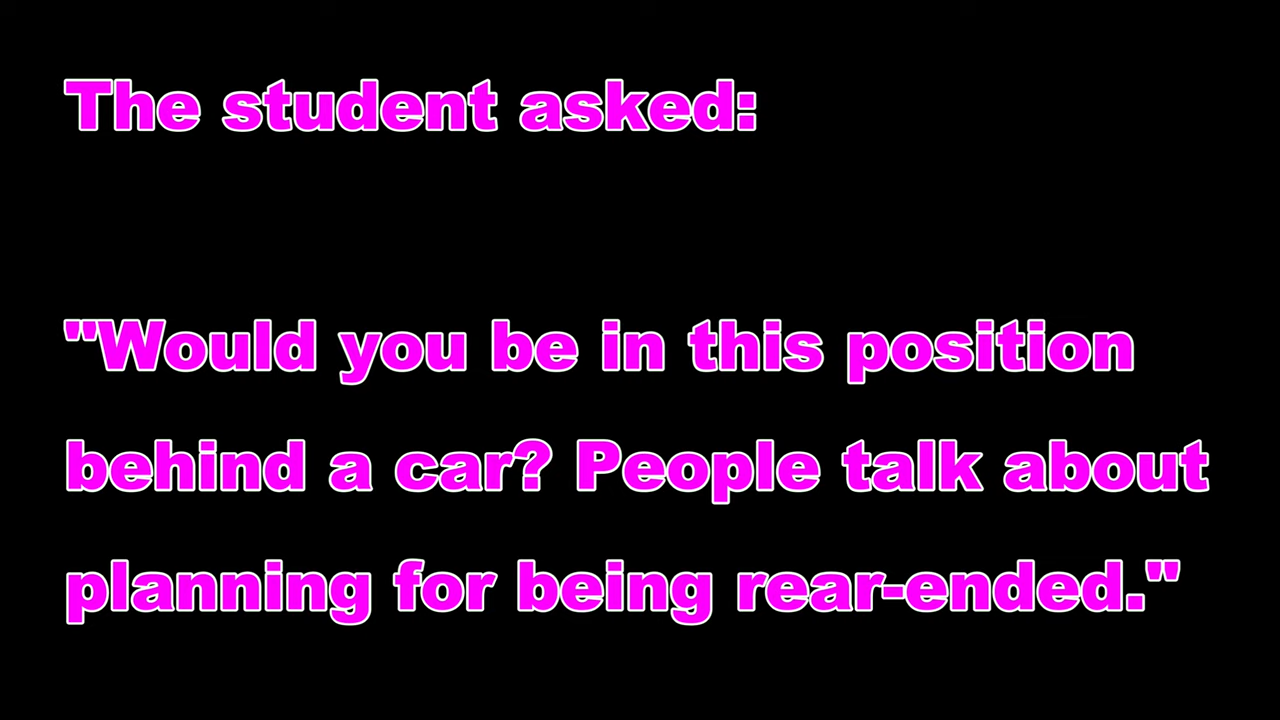 The student asked:
"Would you be in this position
behind a car? People talk about
planning for being rear-ended."